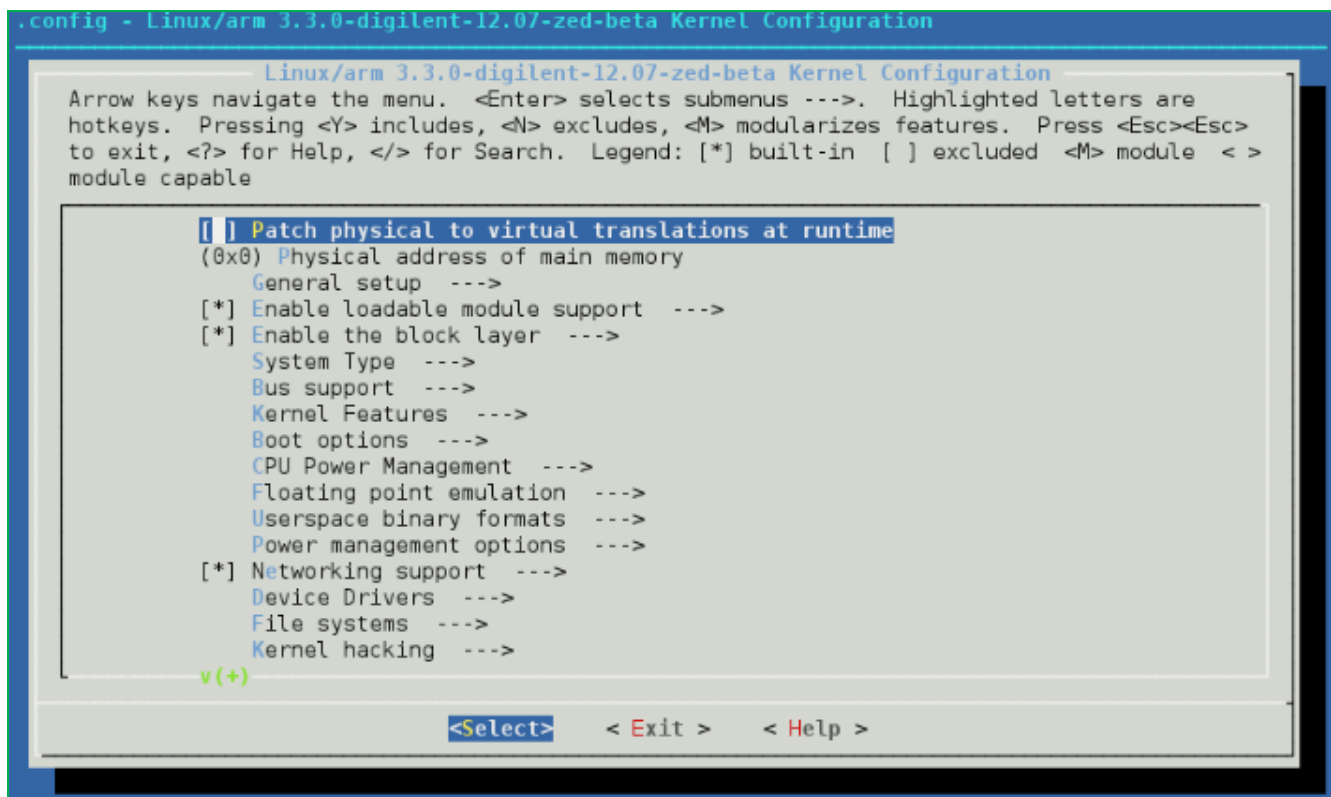 .config - Linux/arm 3.3.0-digilent-12.07-zed-beta Kernel Configuration
Linux/arm 3.3.0-digilent-12.07-zed-beta Kernel Configuration
Arrow keys navigate the menu.  <Enter> selects submenus --->.  Highlighted letters are
hotkeys.  Pressing <Y> includes, <N> excludes, <M> modularizes features.  Press <Esc><Esc>
to exit, <?> for Help, </> for Search.  Legend: [*] built-in  [ ] excluded  <M> module  < >
module capable
[ ] Patch physical to virtual translations at runtime
(0x0) Physical address of main memory
General setup  --->
[*] Enable loadable module support  --->
[*] Enable the block layer  --->
System Type  --->
Bus support  --->
Kernel Features  --->
Boot options  --->
CPU Power Management  --->
Floating point emulation  --->
Userspace binary formats  --->
Power management options  --->
[*] Networking support  --->
Device Drivers  --->
File systems  --->
Kernel hacking  --->
v(+)
<Select>    < Exit >    < Help >